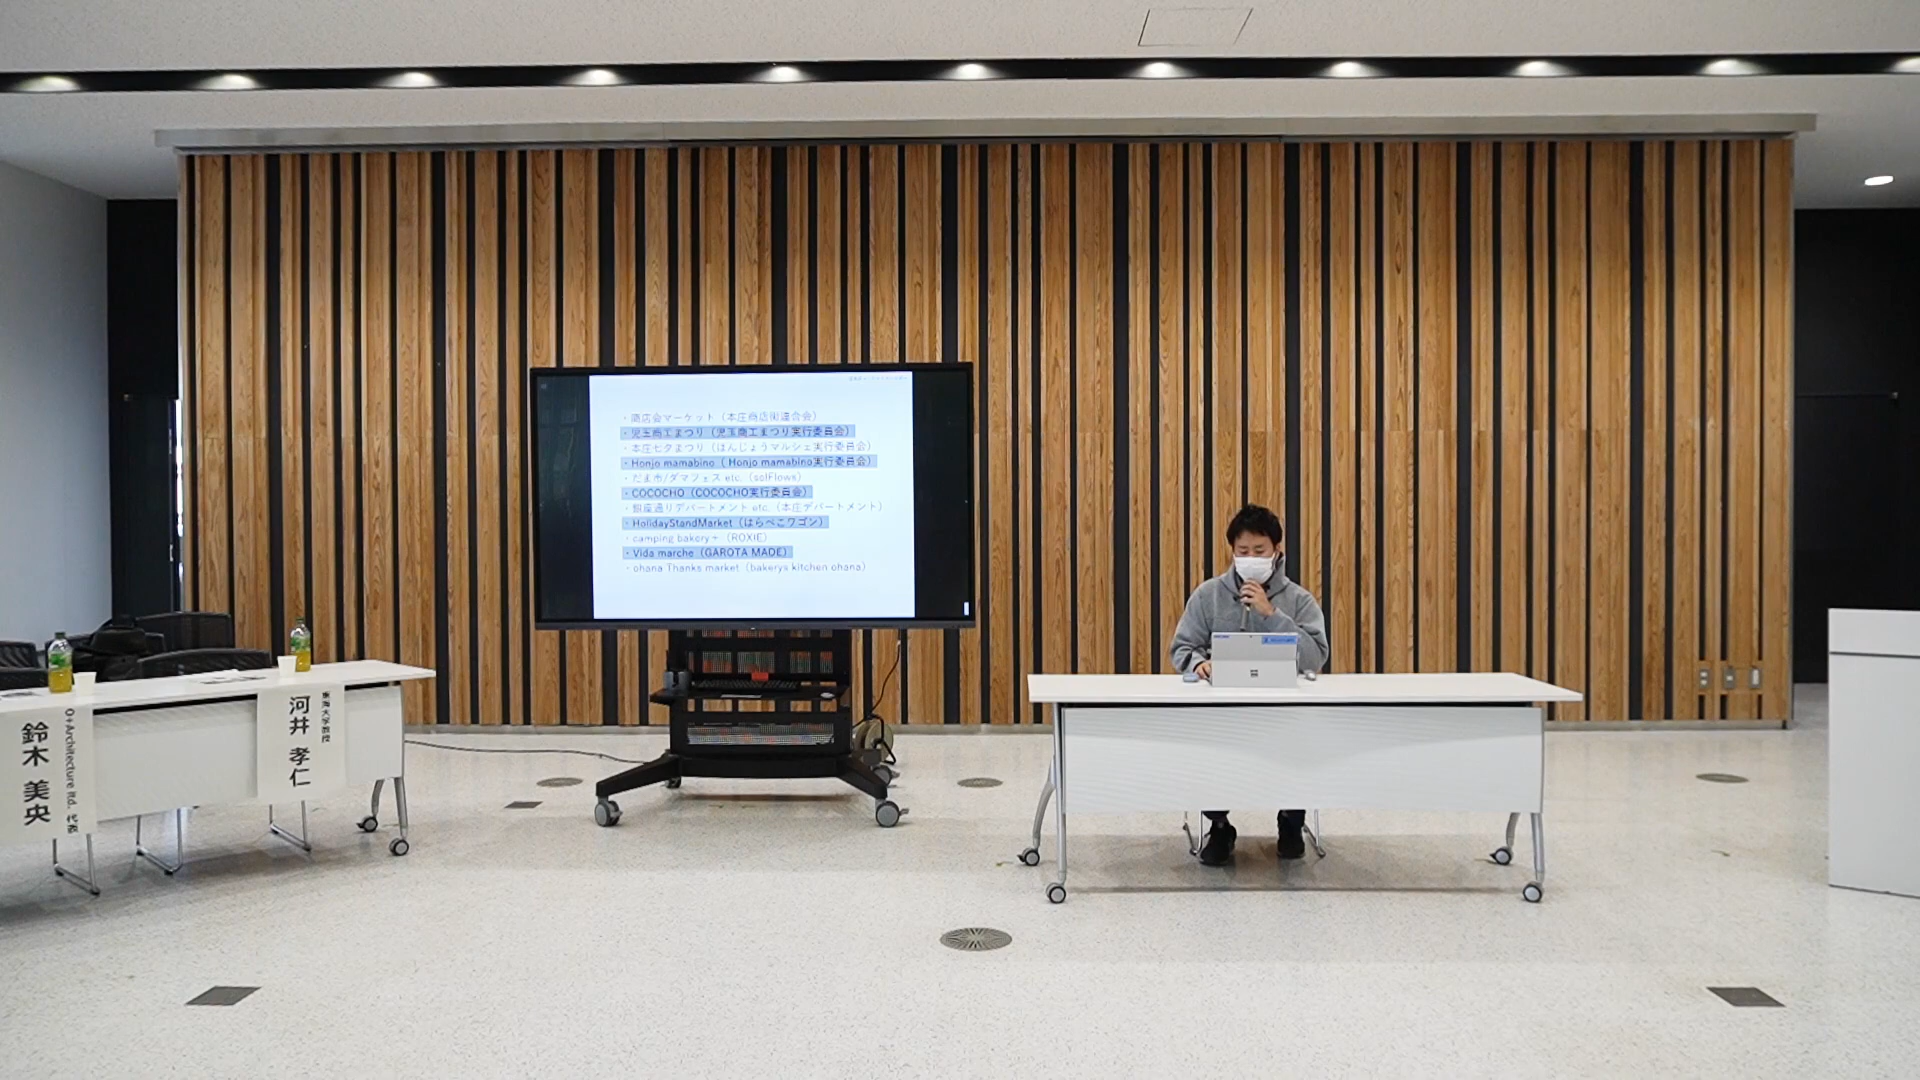 ・商店会マーケット（本庄商店街連合会）
・児玉商工まつり（児玉商工まつり実行委員会）
・本庄七夕まつり（はんじょうマルシェ実行委員会）
・Honjo mamabino（ Honjo mamabino実行委員会）
・だま市/ダマフェス etc.（solFlows）
・COCOCHO（COCOCHO実行委員会）
・銀座通りデパートメント etc.（本庄デパートメント）
・HolidayStandMarket（はらぺこワゴン）
・camping bakery＋（ROXIE）
・Vida marche（GAROTA MADE）
・ohana Thanks market（bakerys kitchen ohana）
東海大学教授
河井 孝仁
O+Architecture ltd. 代表
鈴木 美央